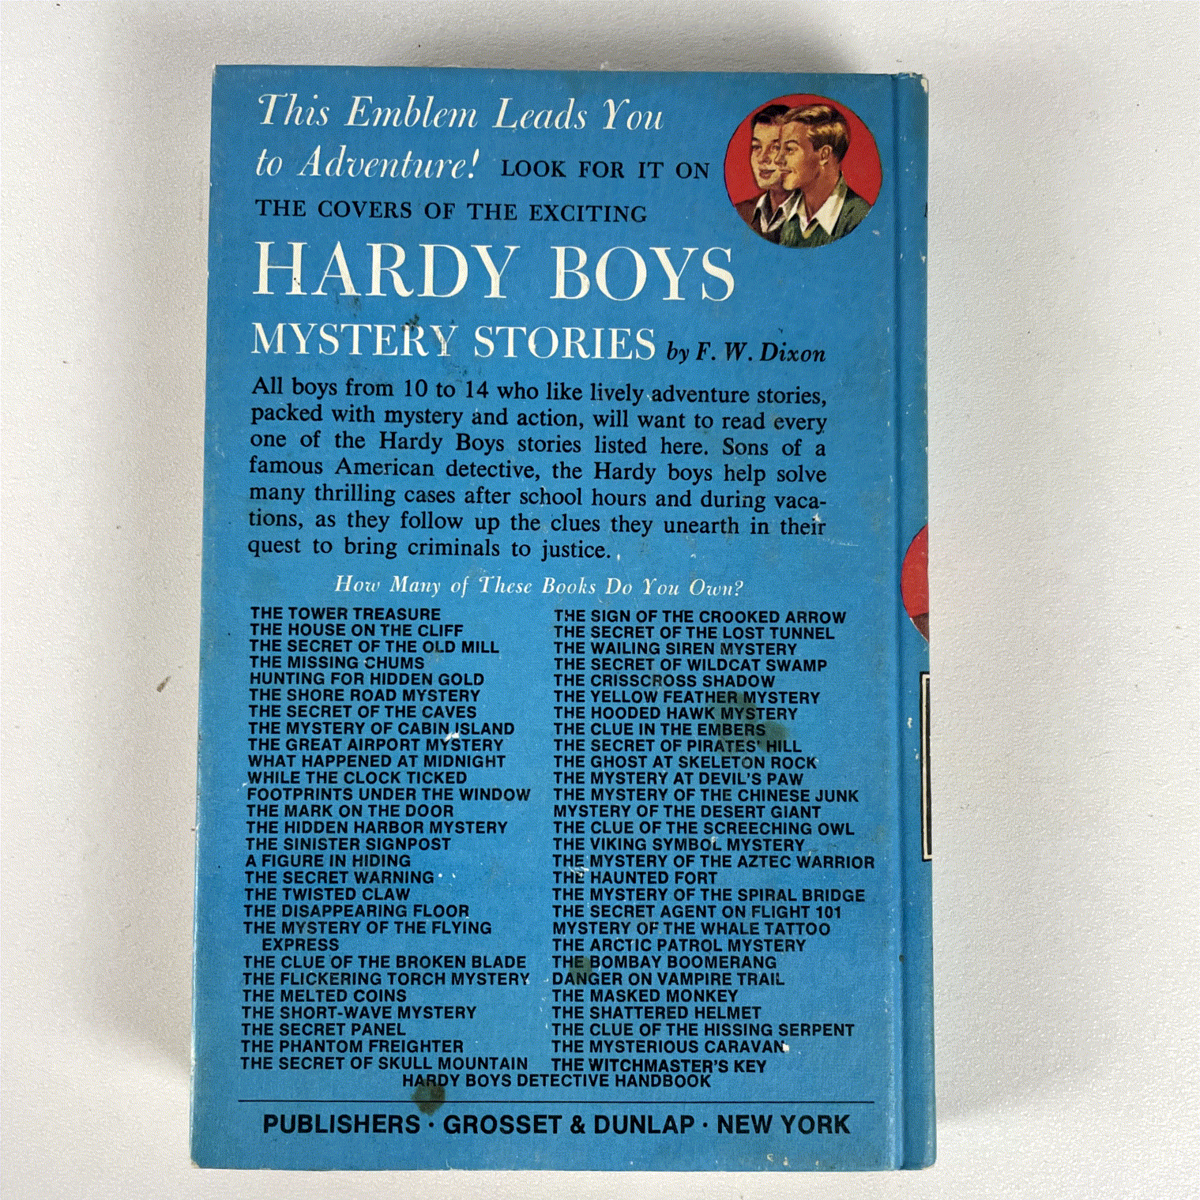 This Emblem Leads You
to Adventure! LOOK FOR IT ON
THE COVERS OF THE EXCITING
HARDY BOYS
MYSTERY STORIES by F. W. Dixon
All boys from 10 to 14 who like lively adventure stories,
packed with mystery and action, will want to read every
one of the Hardy Boys stories listed here. Sons of a
famous American detective, the Hardy boys help solve
many thrilling cases after school hours and during vaca-
tions, as they follow up the clues they unearth in their
quest to bring criminals to justice.
How Many of These Books Do You Own?
THE TOWER TREASURE
THE HOUSE ON THE CLIFF
THE SECRET OF THE OLD MILL
THE MISSING CHUMS
HUNTING FOR HIDDEN GOLD
THE SHORE ROAD MYSTERY
THE SECRET OF THE CAVES
THE MYSTERY OF CABIN ISLAND
THE GREAT AIRPORT MYSTERY
WHAT HAPPENED AT MIDNIGHT
WHILE THE CLOCK TICKED
FOOTPRINTS UNDER THE WINDOW
THE MARK ON THE DOOR
THE HIDDEN HARBOR MYSTERY
THE SINISTER SIGNPOST
A FIGURE IN HIDING
THE SECRET WARNING
THE TWISTED CLAW
THE DISAPPEARING FLOOR
THE MYSTERY OF THE FLYING
EXPRESS
THE CLUE OF THE BROKEN BLADE
THE FLICKERING TORCH MYSTERY
THE MELTED COINS
THE SHORT-WAVE MYSTERY
THE SECRET PANEL
THE PHANTOM FREIGHTER
THE SECRET OF SKULL MOUNTAIN
THE SIGN OF THE CROOKED ARROW
THE SECRET OF THE LOST TUNNEL
THE WAILING SIREN MYSTERY
THE SECRET OF WILDCAT SWAMP
THE CRISSCROSS SHADOW
THE YELLOW FEATHER MYSTERY
THE HOODED HAWK MYSTERY
THE CLUE IN THE EMBERS
THE SECRET OF PIRATES' HILL
THE GHOST AT SKELETON ROCK
THE MYSTERY AT DEVIL'S PAW
THE MYSTERY OF THE CHINESE JUNK
MYSTERY OF THE DESERT GIANT
THE CLUE OF THE SCREECHING OWL
THE VIKING SYMBOL MYSTERY
THE MYSTERY OF THE AZTEC WARRIOR
THE HAUNTED FORT
THE MYSTERY OF THE SPIRAL BRIDGE
THE SECRET AGENT ON FLIGHT 101
MYSTERY OF THE WHALE TATTOO
THE ARCTIC PATROL MYSTERY
THE BOMBAY BOOMERANG
DANGER ON VAMPIRE TRAIL
THE MASKED MONKEY
THE SHATTERED HELMET
THE CLUE OF THE HISSING SERPENT
THE MYSTERIOUS CARAVAN
THE WITCHMASTER'S KEY
HARDY BOYS DETECTIVE HANDBOOK
PUBLISHERS · GROSSET & DUNLAP · NEW YORK